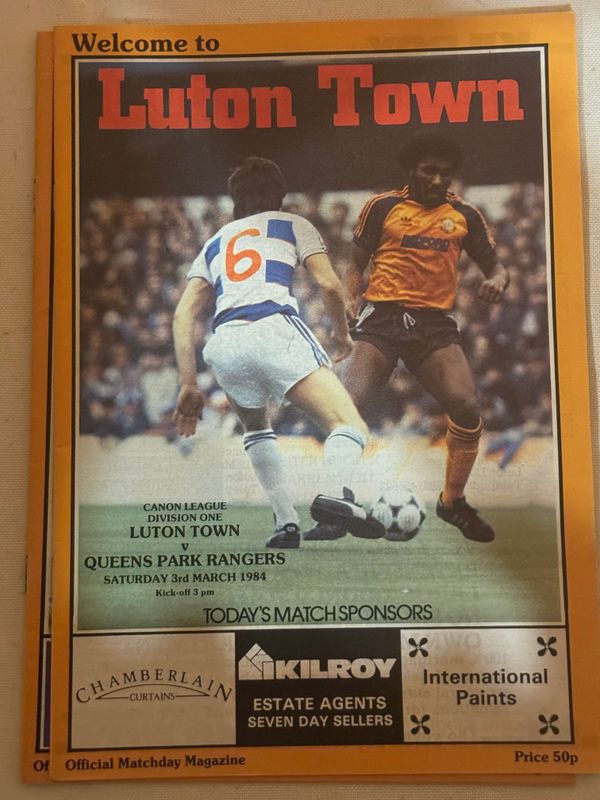 Welcome to
Luton Town
6
BEDFORD
CANON LEAGUE
DIVISION ONE
LUTON TOWN
v
QUEENS PARK RANGERS
SATURDAY 3rd MARCH 1984
Kick-off 3 pm
TODAY'S MATCH SPONSORS
CHAMBERLAIN
CURTAINS
KILROY
ESTATE AGENTS
SEVEN DAY SELLERS
International
Paints
Of
Official Matchday Magazine
Price 50p